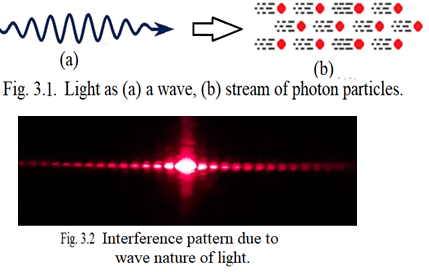 (a)
(b)
Fig. 3.1. Light as (a) a wave, (b) stream of photon particles.
Fig. 3.2 Interference pattern due to
wave nature of light.